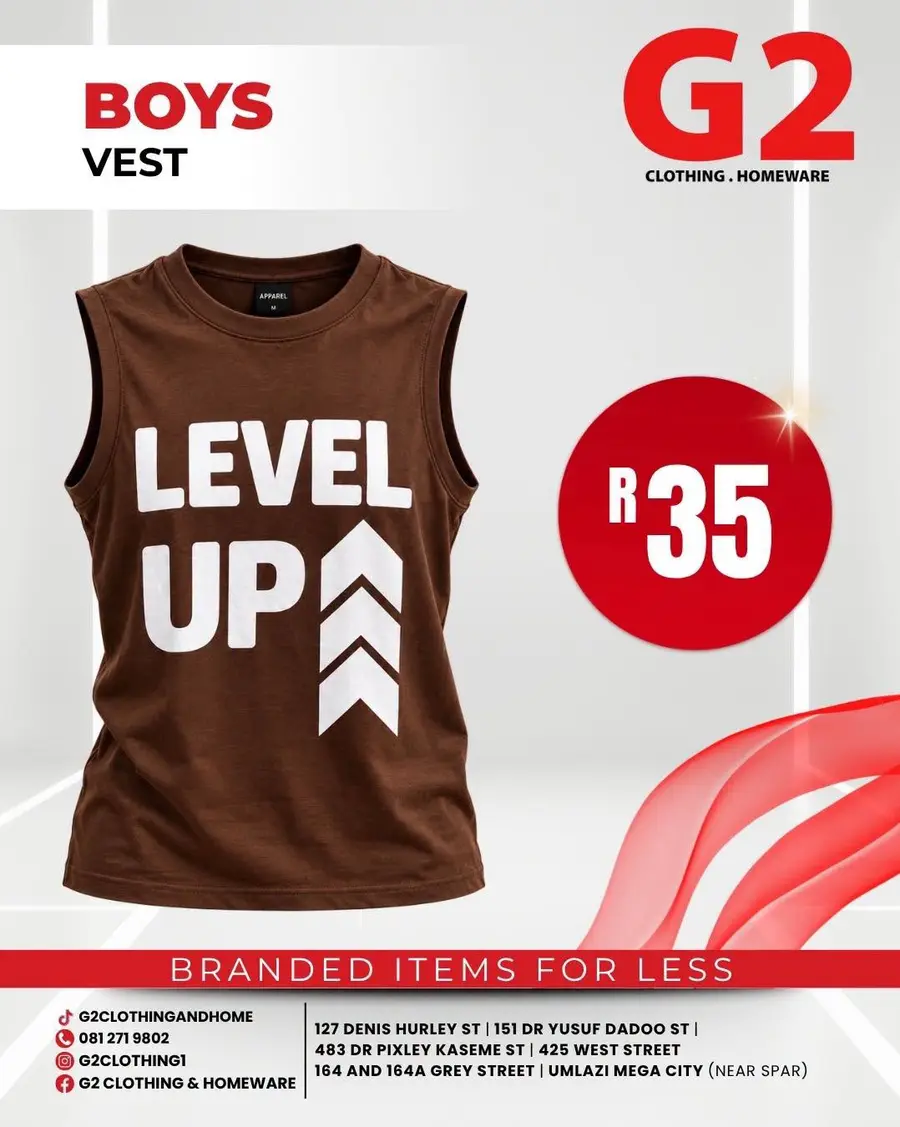 BOYS
VEST
G2
CLOTHING . HOMEWARE
APPAREL
M
LEVEL
UP
R35
BRANDED ITEMS FOR LESS
G2CLOTHINGANDHOME
081 271 9802
G2CLOTHING1
G2 CLOTHING & HOMEWARE
127 DENIS HURLEY ST | 151 DR YUSUF DADOO ST |
483 DR PIXLEY KASEME ST | 425 WEST STREET
164 AND 164A GREY STREET | UMLAZI MEGA CITY (NEAR SPAR)